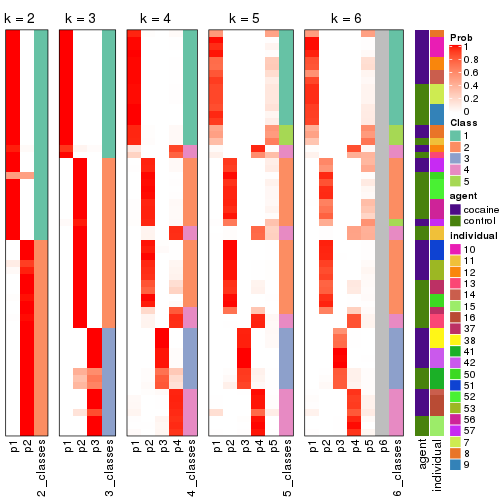 k = 2 k = 3 k = 4 k = 5 k = 6
p1
p2
2_classes
p1
p2
p3
3_classes
p1
p2
p3
p4
4_classes
p1
p2
p3
p4
p5
5_classes
p1
p2
p3
p4
p5
p6
6_classes
agent
individual
Prob
1
0.8
0.6
0.4
0.2
0
Class
1
2
3
4
5
agent
cocaine
control
individual
10
11
12
13
14
15
16
37
38
41
42
50
51
52
53
56
57
7
8
9